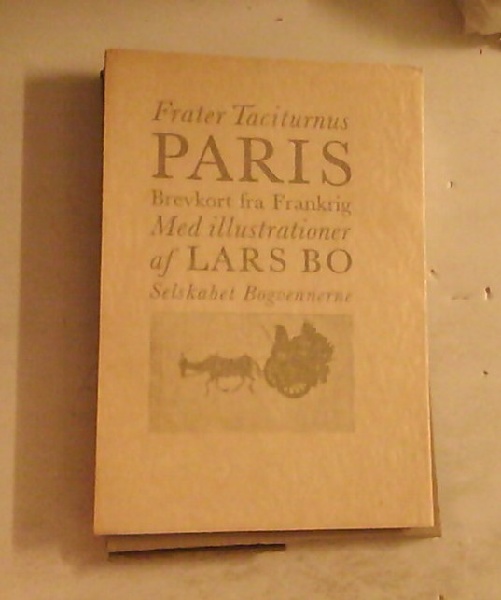 Frater Taciturnus
PARIS
Brevkort fra Frankrig
Med illustrationer
af LARS BO
Selskabet Bogvennerne